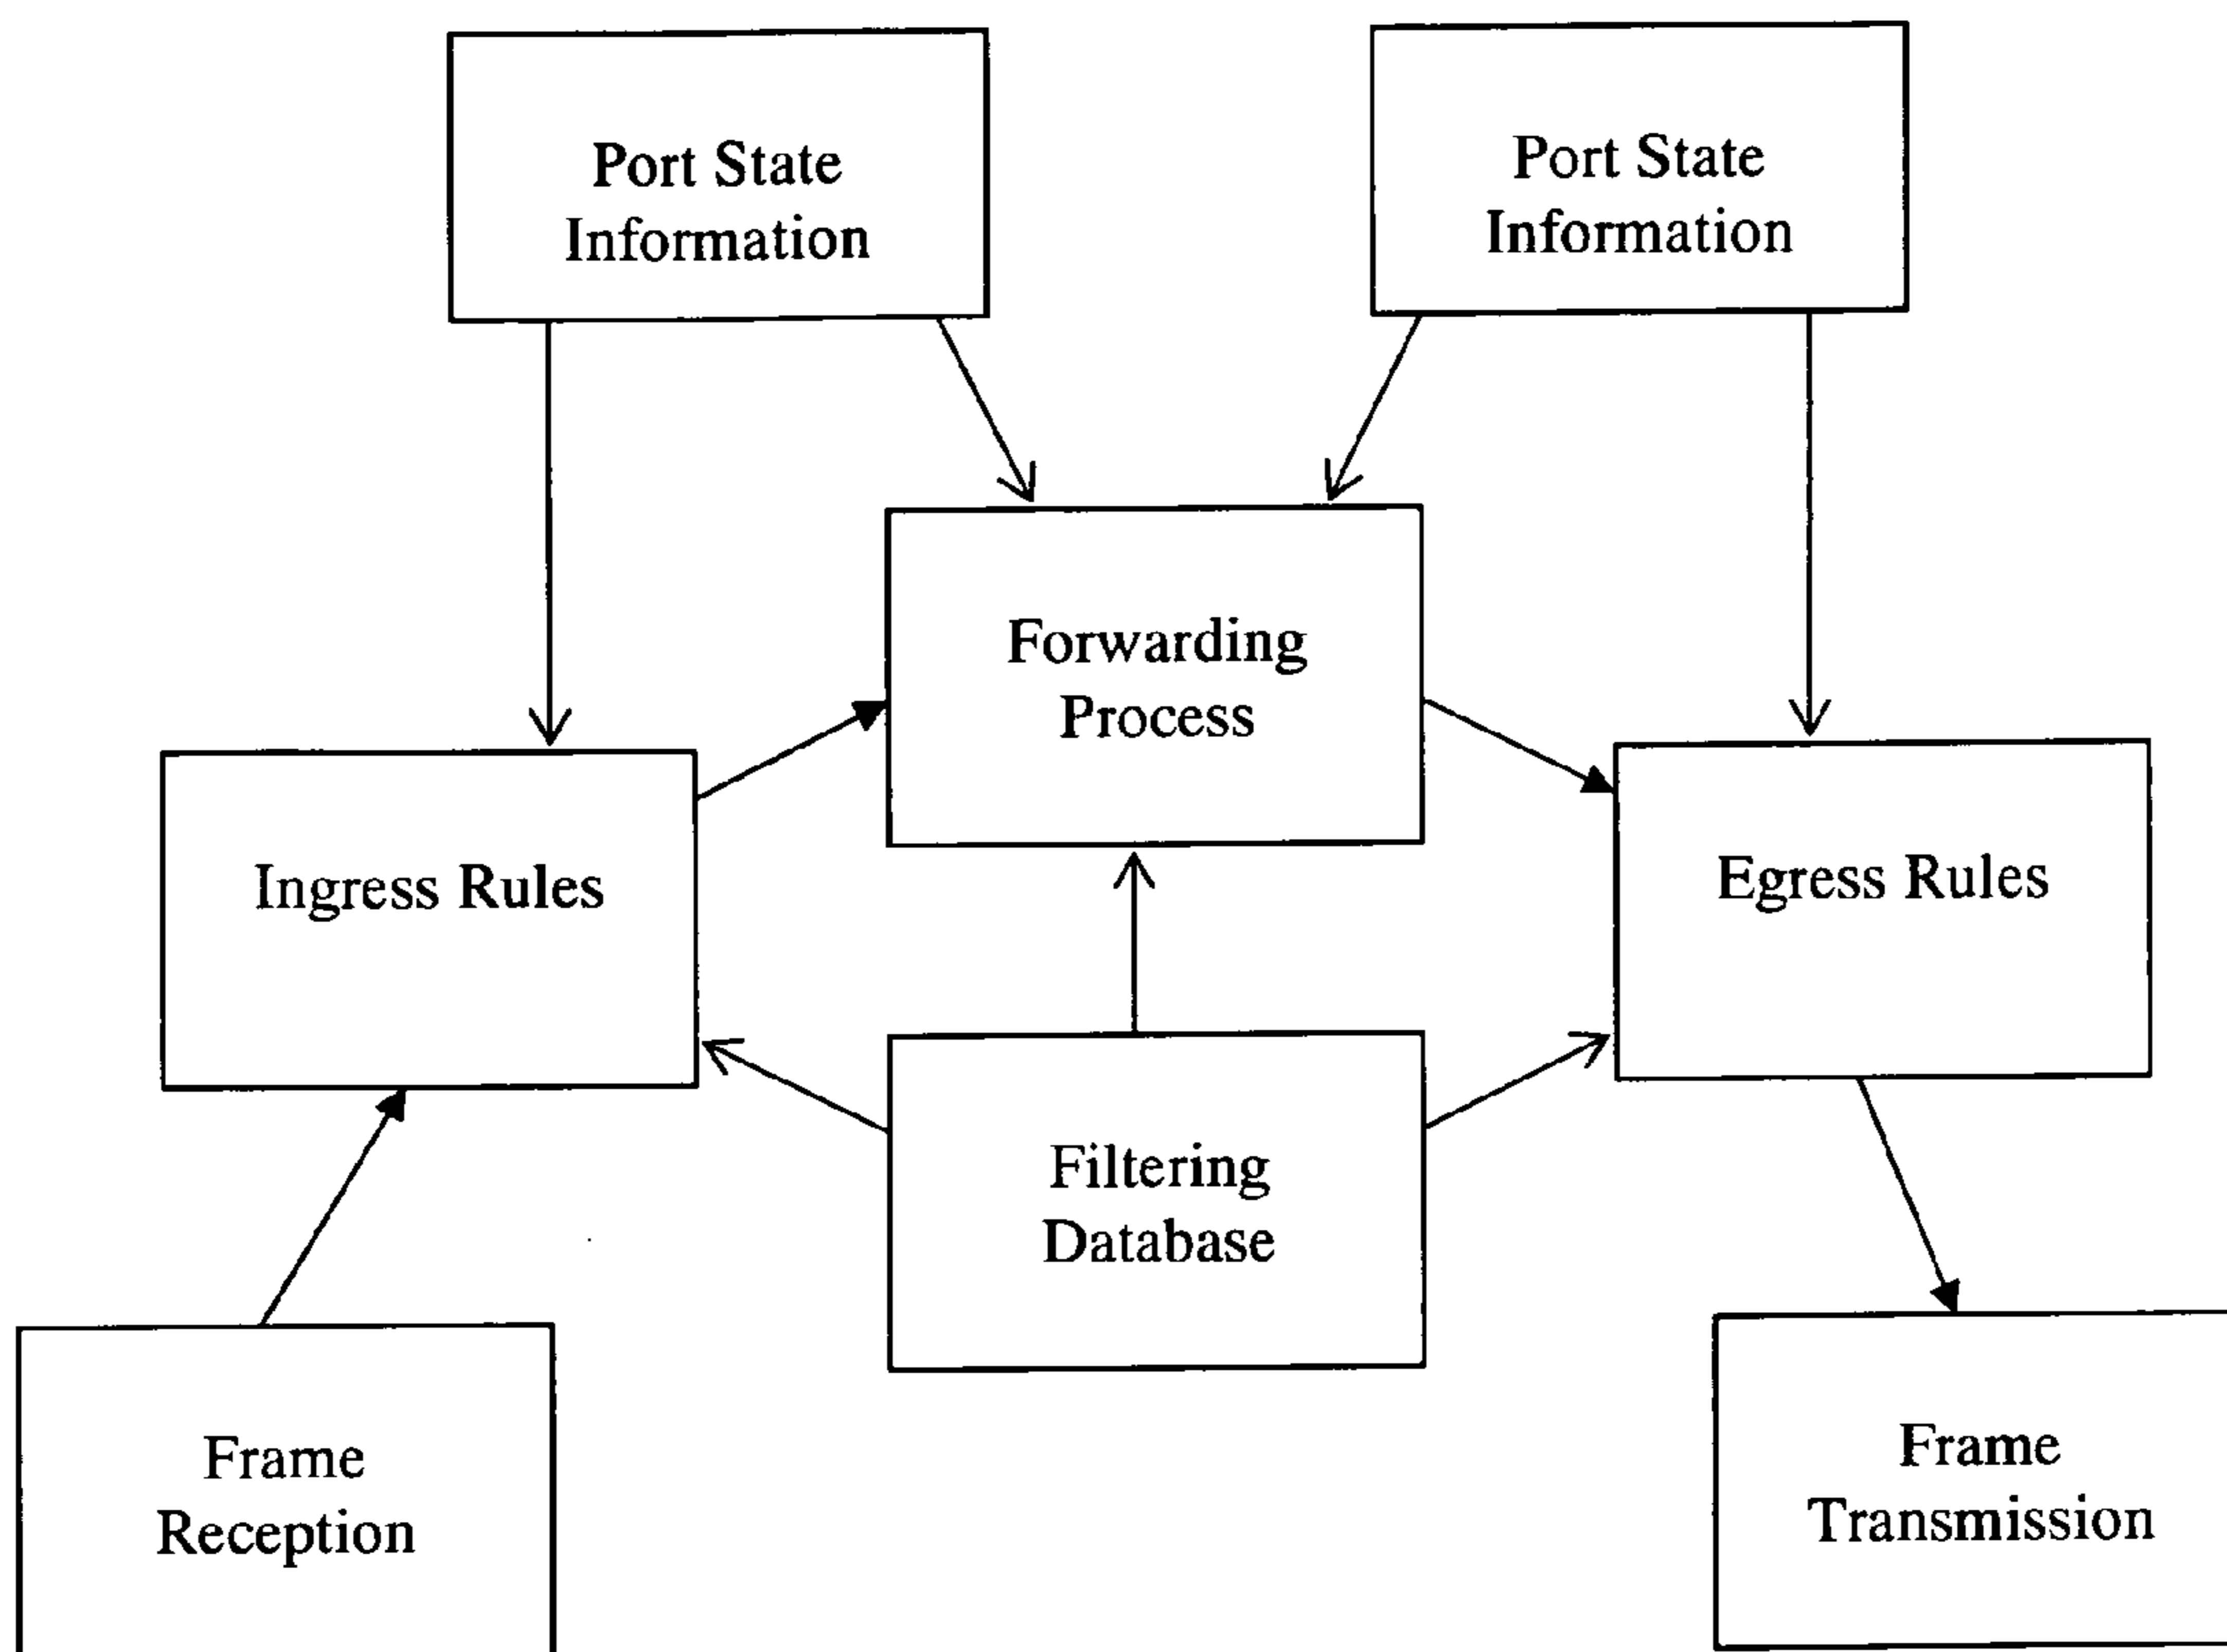 Port State
Information
Port State
Information
Forwarding
Process
Ingress Rules
Egress Rules
Filtering
Database
Frame
Reception
Frame
Transmission